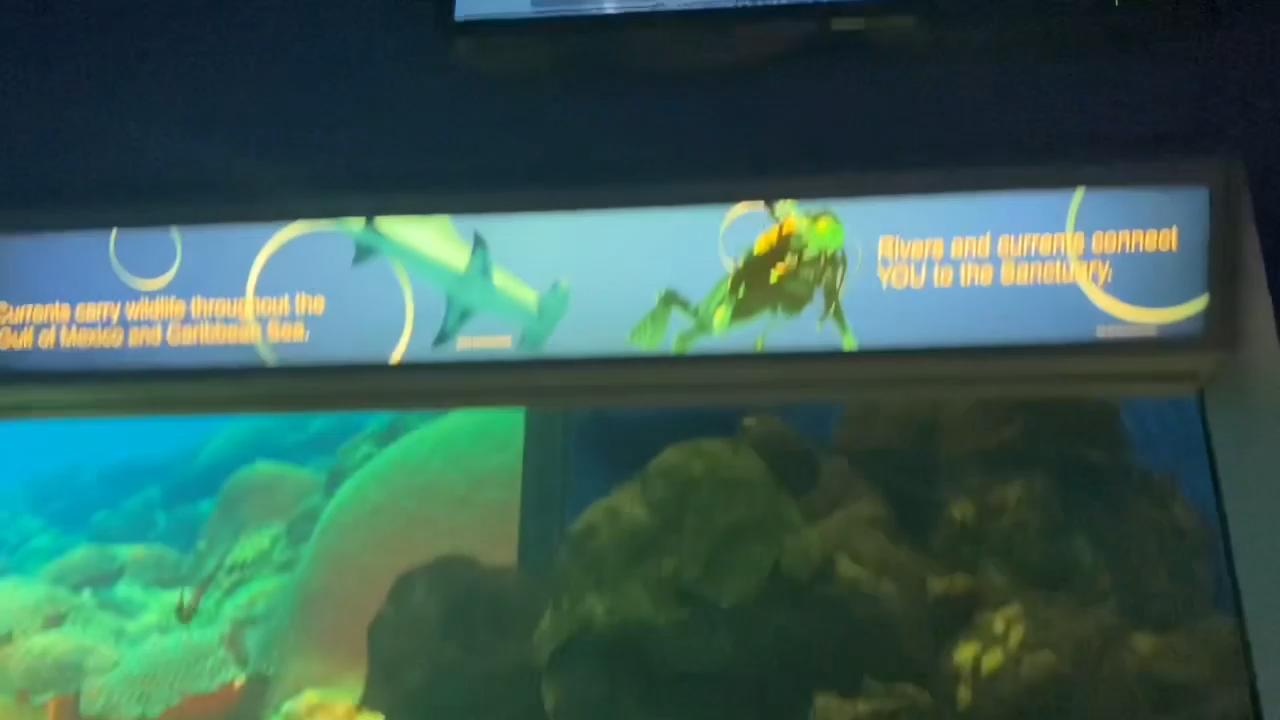 Currents carry wildlife throughout the
Gulf of Mexico and Caribbean Sea.
Rivers and currents connect
YOU to the Sanctuary.